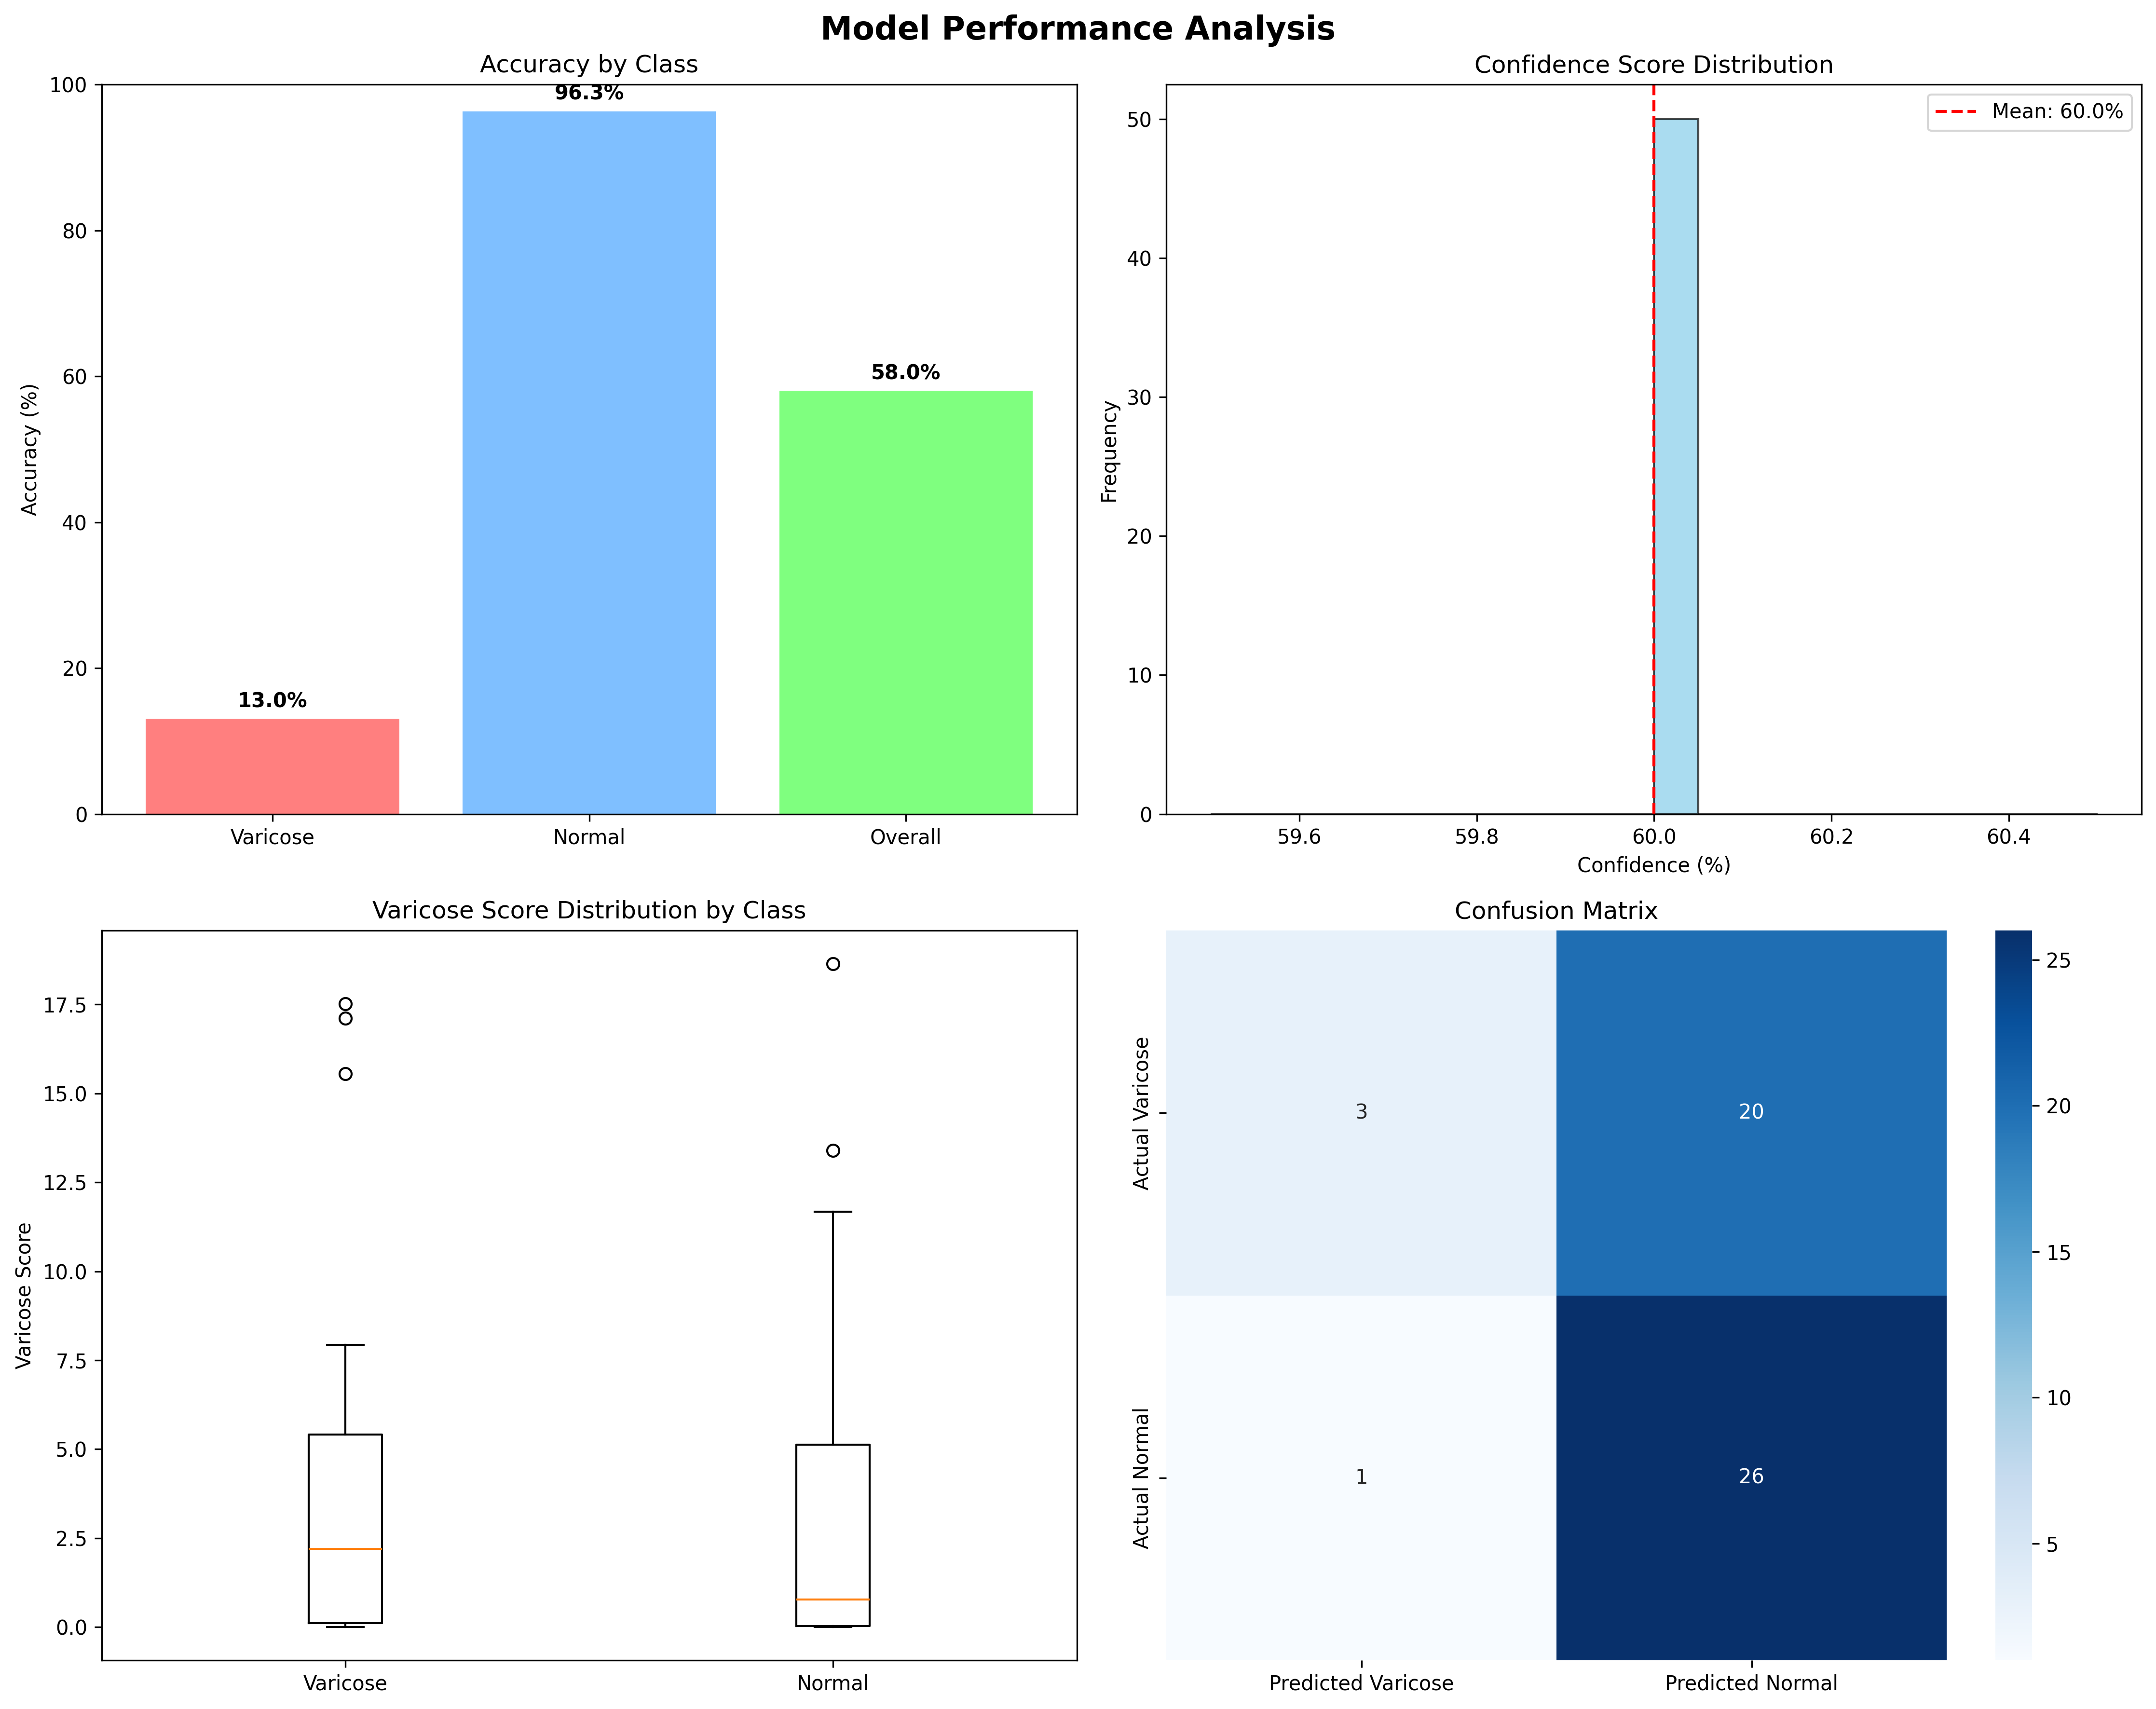 Model Performance Analysis
Accuracy by Class
Accuracy (%)
100
80
60
40
20
0
96.3%
58.0%
13.0%
Varicose
Normal
Overall
Confidence Score Distribution
Mean: 60.0%
Frequency
50
40
30
20
10
0
59.6
59.8
60.0
60.2
60.4
Confidence (%)
Varicose Score Distribution by Class
Varicose Score
17.5
15.0
12.5
10.0
7.5
5.0
2.5
0.0
Varicose
Normal
Confusion Matrix
Actual Varicose
Actual Normal
3
20
1
26
Predicted Varicose
Predicted Normal
25
20
15
10
5